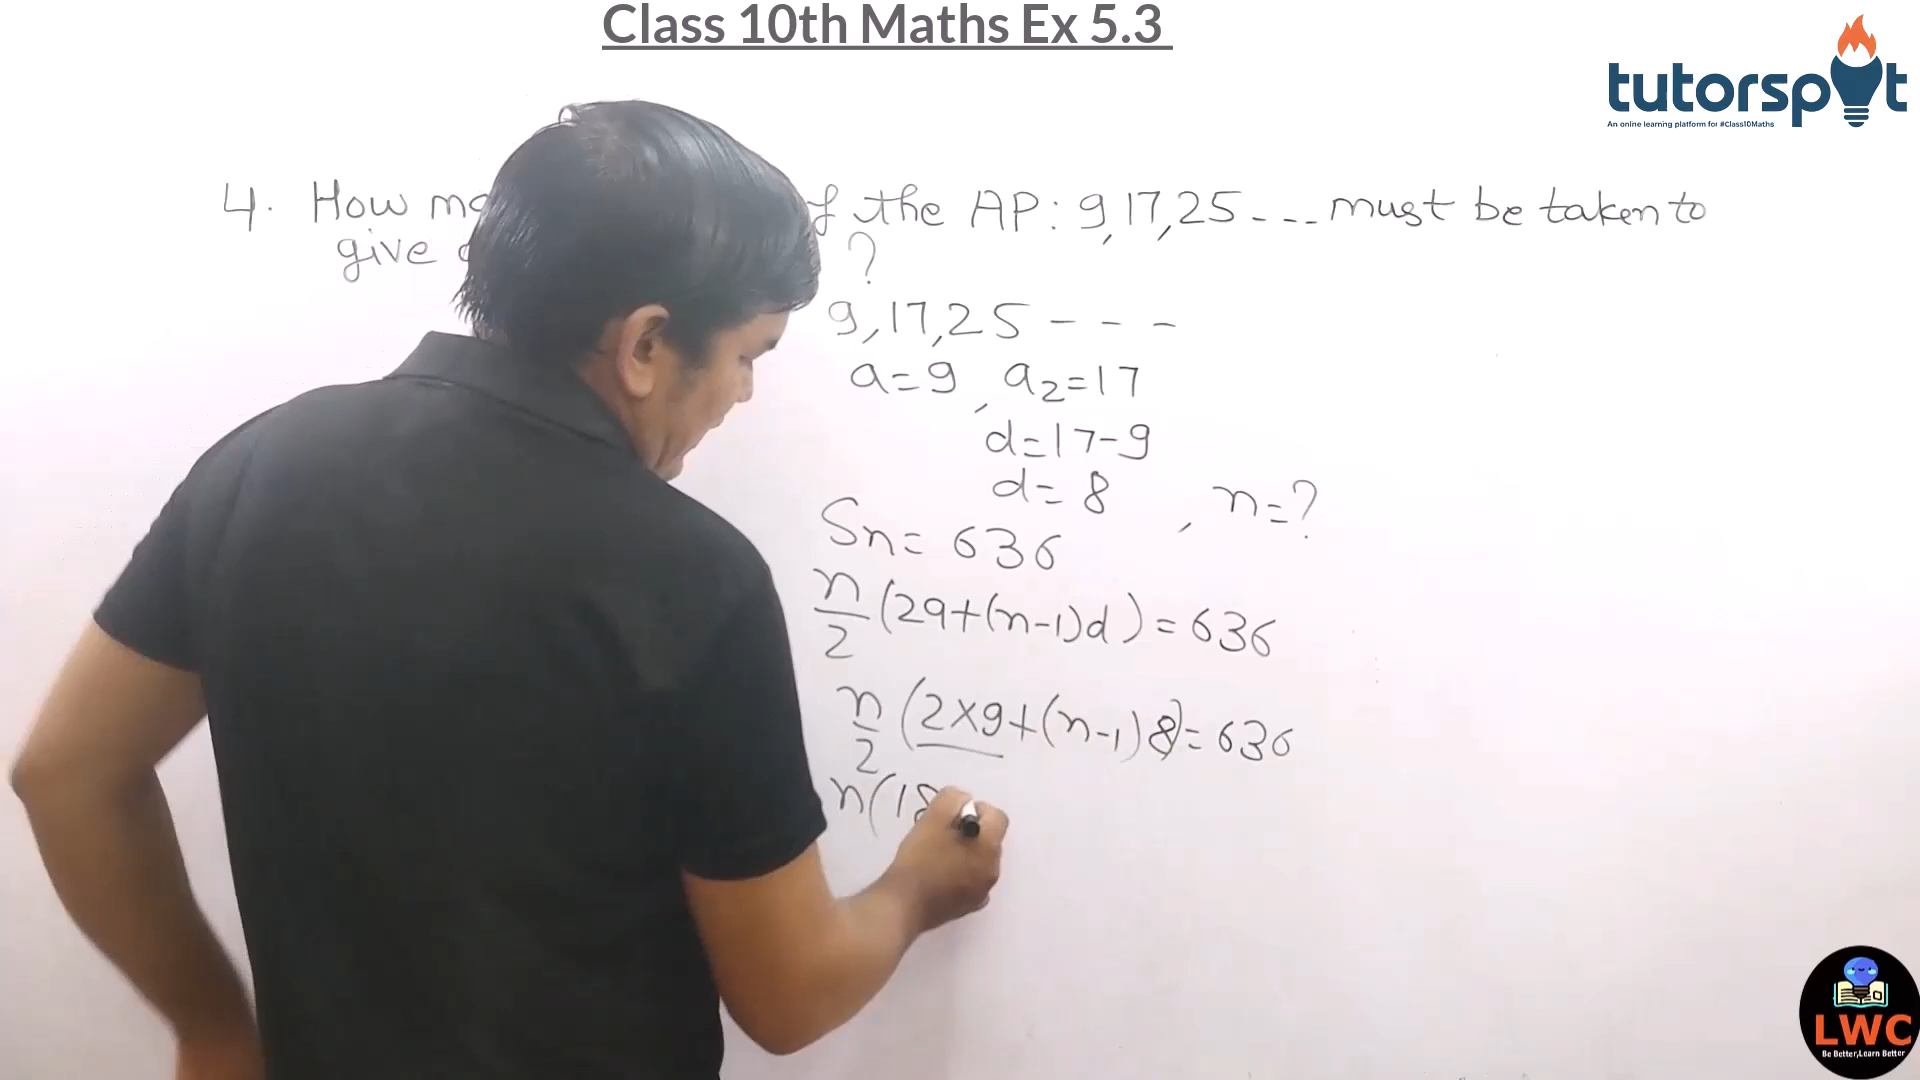 Class 10th Maths Ex 5.3
tutorspot
An online learning platform for #Class10Maths
4. How of the AP: 9,17,25--- must be taken to
give ?
9,17,25 - - -
a=9, a2=17
d=17-9
d=8, n=?
Sn=636
n/2(2a+(n-1)d)=636
n/2(2×9+(n-1)8)=636
n(18
LWC
Be Better,Learn Better